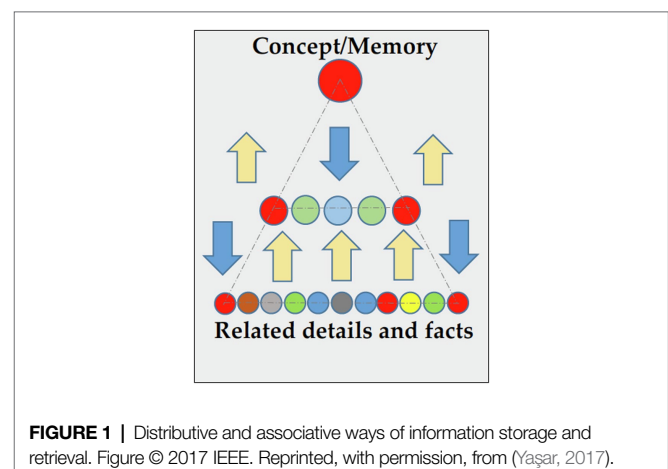 Concept/Memory
Related details and facts
FIGURE 1 | Distributive and associative ways of information storage and
retrieval. Figure © 2017 IEEE. Reprinted, with permission, from (Yaşar, 2017).